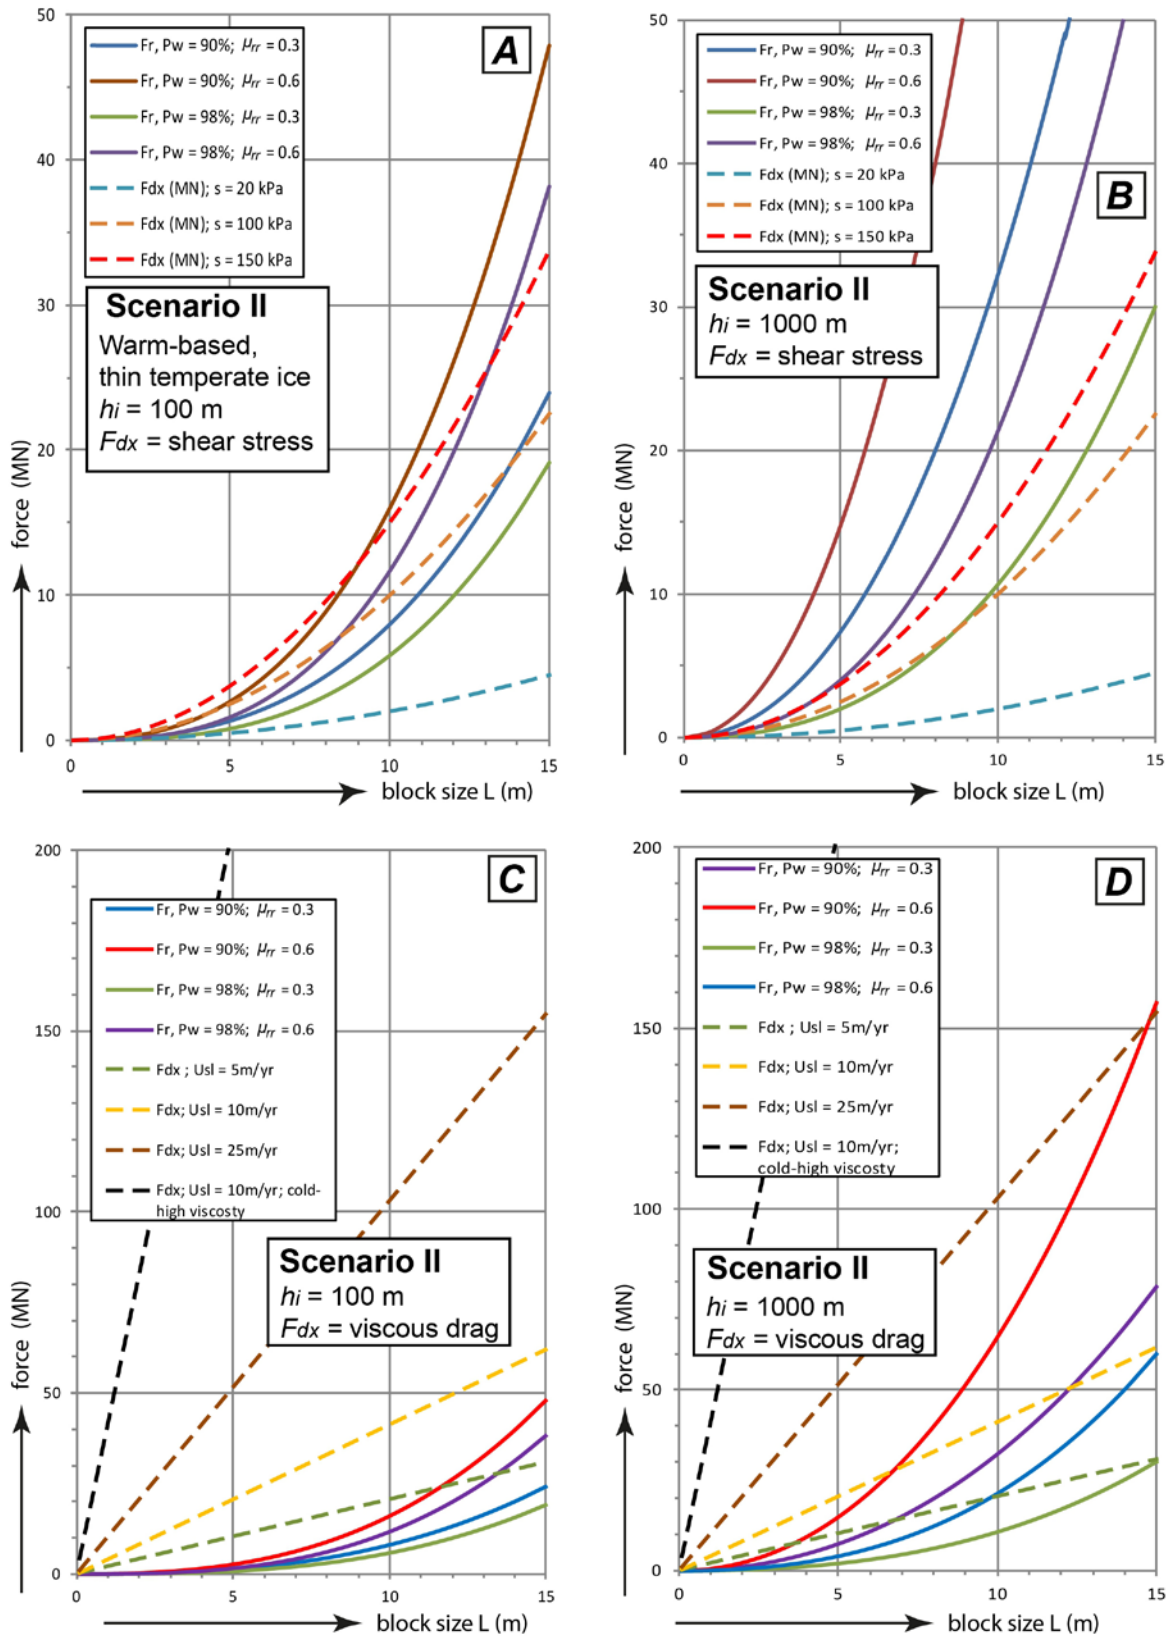 50
A
Fr, Pw = 90%; μrr = 0.3
Fr, Pw = 90%; μrr = 0.6
Fr, Pw = 98%; μrr = 0.3
Fr, Pw = 98%; μrr = 0.6
Fdx (MN); s = 20 kPa
Fdx (MN); s = 100 kPa
Fdx (MN); s = 150 kPa
Scenario II
Warm-based,
thin temperate ice
hi = 100 m
Fdx = shear stress
40
30
20
10
0
force (MN)
0 5 10 15
block size L (m)
50
B
Fr, Pw = 90%; μrr = 0.3
Fr, Pw = 90%; μrr = 0.6
Fr, Pw = 98%; μrr = 0.3
Fr, Pw = 98%; μrr = 0.6
Fdx (MN); s = 20 kPa
Fdx (MN); s = 100 kPa
Fdx (MN); s = 150 kPa
Scenario II
hi = 1000 m
Fdx = shear stress
40
30
20
10
0
force (MN)
0 5 10 15
block size L (m)
200
C
Fr, Pw = 90%; μrr = 0.3
Fr, Pw = 90%; μrr = 0.6
Fr, Pw = 98%; μrr = 0.3
Fr, Pw = 98%; μrr = 0.6
Fdx ; Usl = 5m/yr
Fdx; Usl = 10m/yr
Fdx; Usl = 25m/yr
Fdx; Usl = 10m/yr; cold-
high viscosty
Scenario II
hi = 100 m
Fdx = viscous drag
150
100
50
0
force (MN)
0 5 10 15
block size L (m)
200
D
Fr, Pw = 90%; μrr = 0.3
Fr, Pw = 90%; μrr = 0.6
Fr, Pw = 98%; μrr = 0.3
Fr, Pw = 98%; μrr = 0.6
Fdx ; Usl = 5m/yr
Fdx; Usl = 10m/yr
Fdx; Usl = 25m/yr
Fdx; Usl = 10m/yr;
cold-high viscosty
Scenario II
hi = 1000 m
Fdx = viscous drag
150
100
50
0
force (MN)
0 5 10 15
block size L (m)